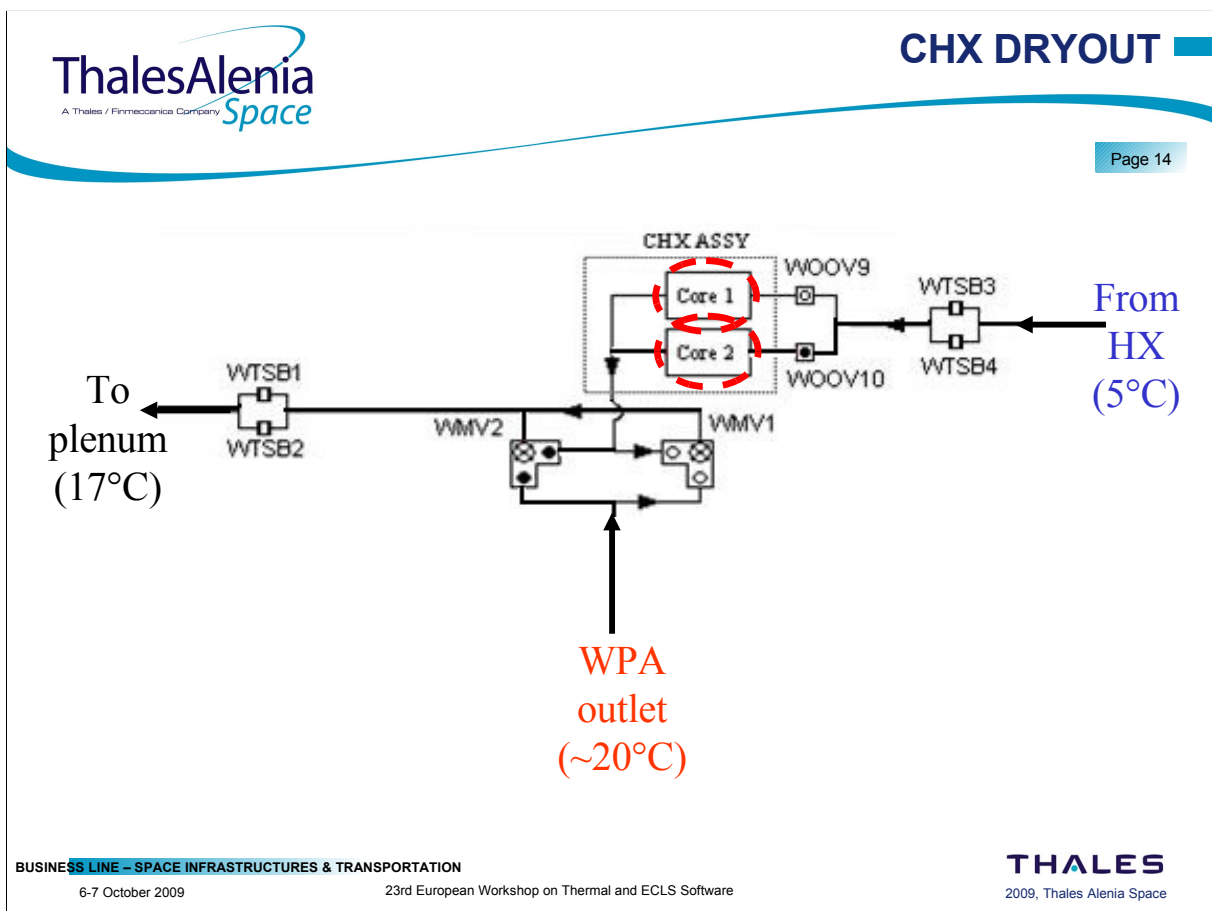 CHX DRYOUT
ThalesAlenia
A Thales / Finmeccanica Company Space
Page 14
CHX ASSY
Core 1
Core 2
WOOV9
WOOV10
WTSB3
WTSB4
From
HX
(5°C)
To
plenum
(17°C)
WTSB1
WTSB2
WMV2
WMV1
WPA
outlet
(~20°C)
BUSINESS LINE – SPACE INFRASTRUCTURES & TRANSPORTATION
6-7 October 2009
23rd European Workshop on Thermal and ECLS Software
THALES
2009, Thales Alenia Space